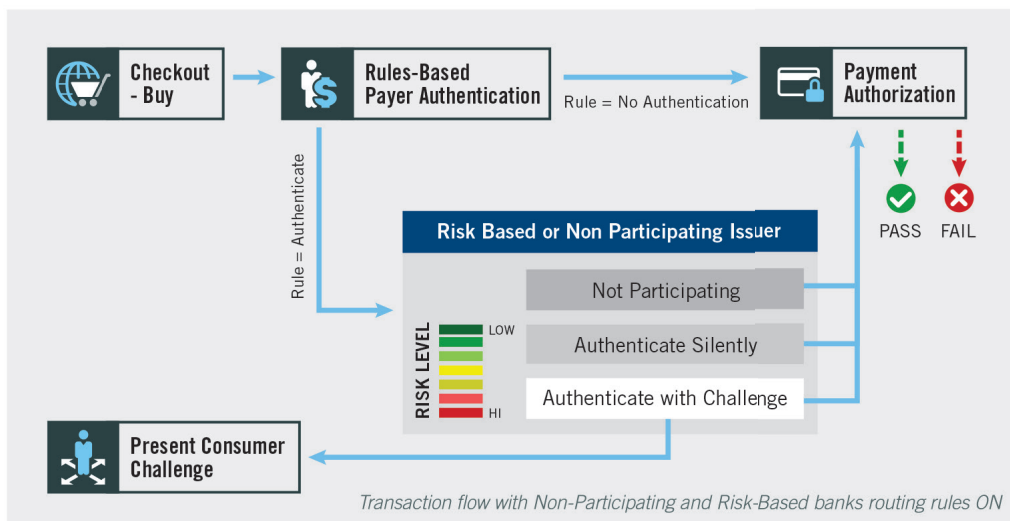 Checkout
- Buy
Rules-Based
Payer Authentication
Rule = No Authentication
Payment
Authorization
PASS
FAIL
Rule = Authenticate
Risk Based or Non Participating Issuer
Not Participating
Authenticate Silently
Authenticate with Challenge
RISK LEVEL
LOW
HI
Present Consumer
Challenge
Transaction flow with Non-Participating and Risk-Based banks routing rules ON